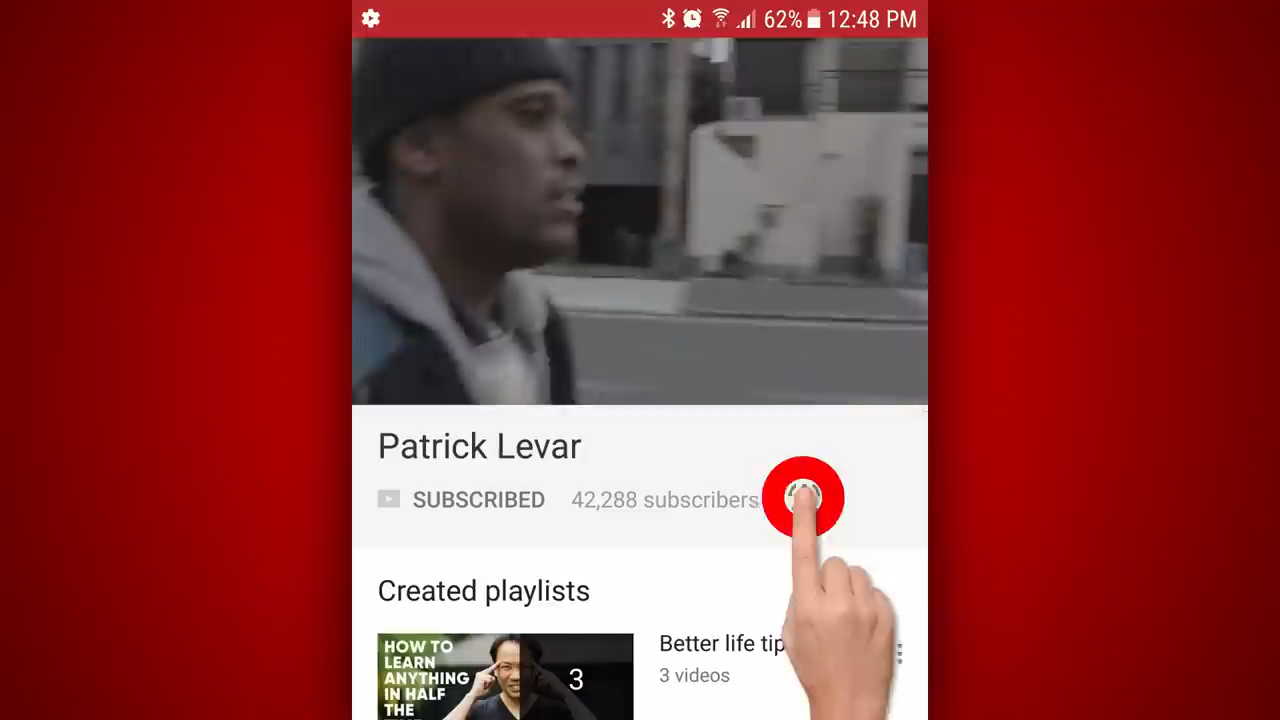 62% 12:48 PM
Patrick Levar
SUBSCRIBED 42,288 subscribers
Created playlists
HOW TO
LEARN
ANYTHING
IN HALF
THE
3
Better life tip
3 videos